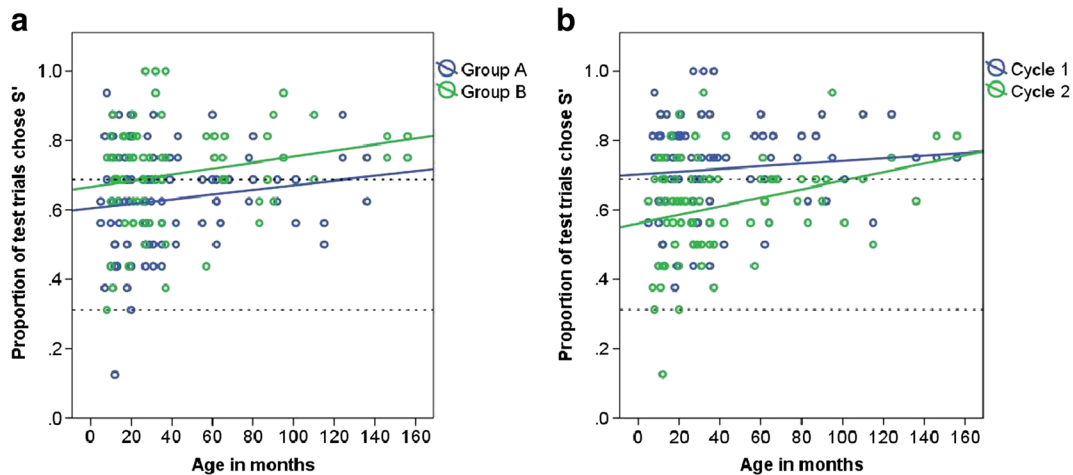 a
Proportion of test trials chose S'
1.0
.8
.6
.4
.2
.0
0 20 40 60 80 100 120 140 160
Age in months
Group A
Group B
b
Proportion of test trials chose S'
1.0
.8
.6
.4
.2
.0
0 20 40 60 80 100 120 140 160
Age in months
Cycle 1
Cycle 2